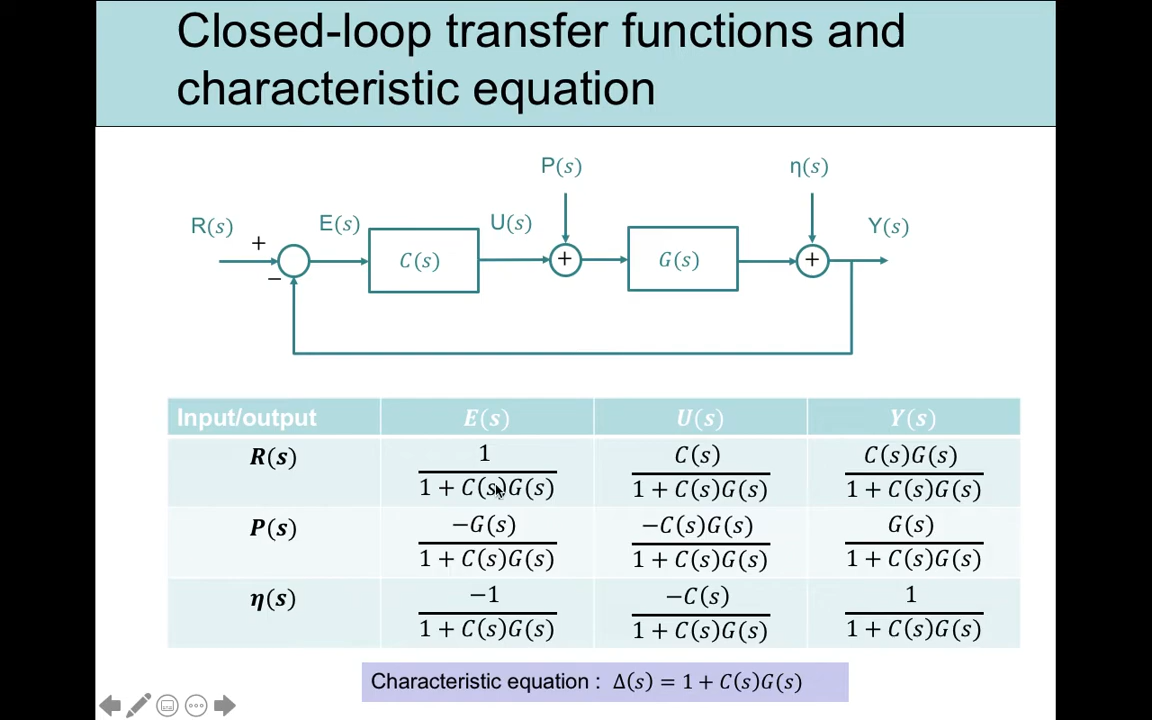 Closed-loop transfer functions and
characteristic equation
P(s)
η(s)
R(s)
+
E(s)
U(s)
Y(s)
C(s)
+
G(s)
+
−
Input/output E(s) U(s) Y(s)
R(s) 1/(1 + C(s)G(s)) C(s)/(1 + C(s)G(s)) C(s)G(s)/(1 + C(s)G(s))
P(s) −G(s)/(1 + C(s)G(s)) −C(s)G(s)/(1 + C(s)G(s)) G(s)/(1 + C(s)G(s))
η(s) −1/(1 + C(s)G(s)) −C(s)/(1 + C(s)G(s)) 1/(1 + C(s)G(s))
Characteristic equation : Δ(s) = 1 + C(s)G(s)